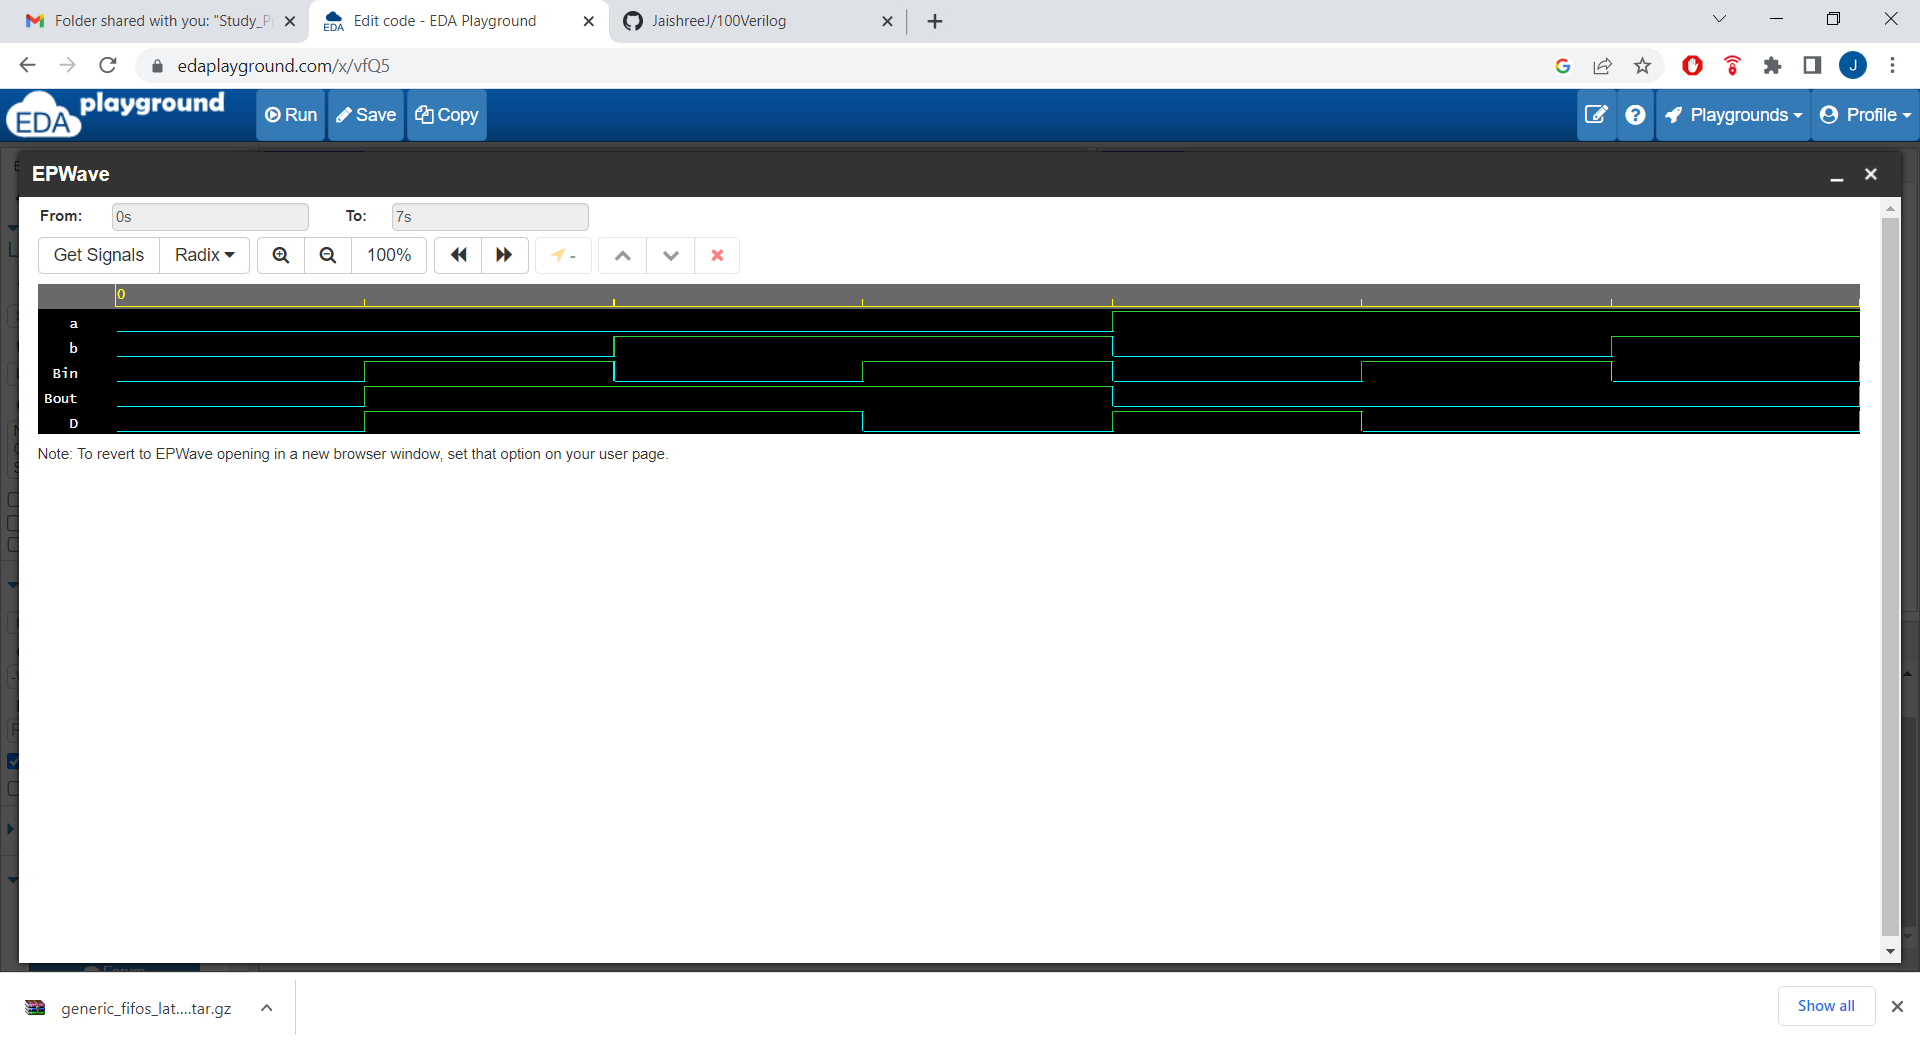 Folder shared with you: "Study_P
Edit code - EDA Playground
JaishreeJ/100Verilog
edaplayground.com/x/vfQ5
J
EDA playground
Run
Save
Copy
Playgrounds
Profile
EPWave
From:
0s
To:
7s
Get Signals
Radix
100%
-
0
a
b
Bin
Bout
D
Note: To revert to EPWave opening in a new browser window, set that option on your user page.
Forum
generic_fifos_lat....tar.gz
Show all